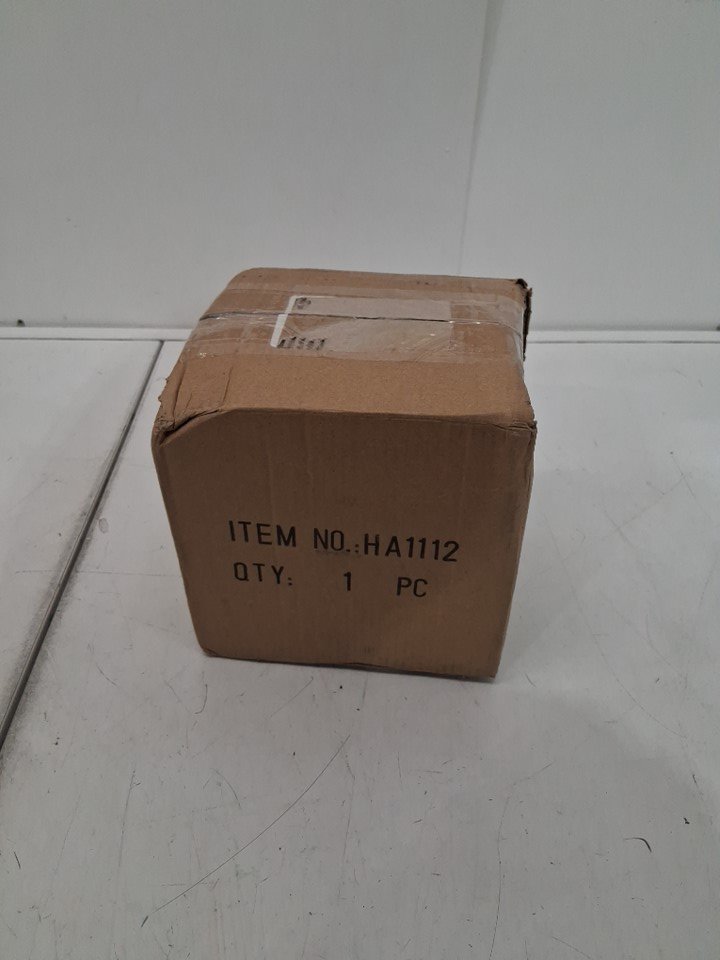 ITEM NO.:HA1112
QTY: 1 PC